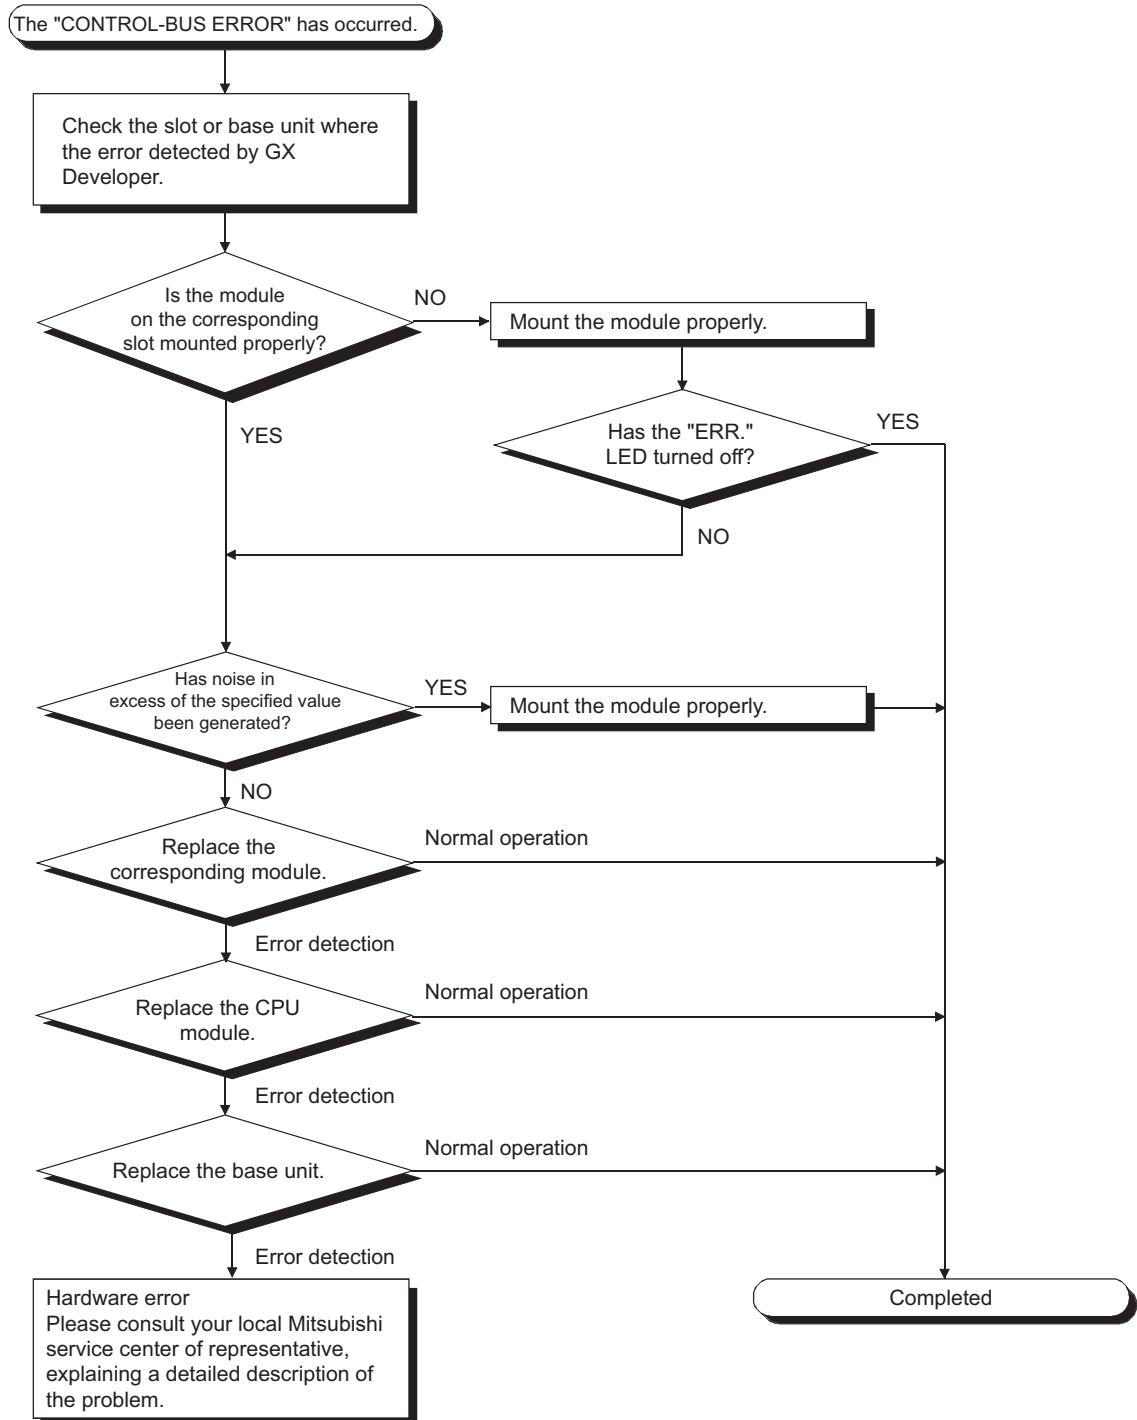 The "CONTROL-BUS ERROR" has occurred.
Check the slot or base unit where
the error detected by GX
Developer.
Is the module
on the corresponding
slot mounted properly?
NO
Mount the module properly.
YES
Has the "ERR."
LED turned off?
YES
NO
Has noise in
excess of the specified value
been generated?
YES
Mount the module properly.
NO
Replace the
corresponding module.
Normal operation
Error detection
Replace the CPU
module.
Normal operation
Error detection
Replace the base unit.
Normal operation
Error detection
Hardware error
Please consult your local Mitsubishi
service center of representative,
explaining a detailed description of
the problem.
Completed